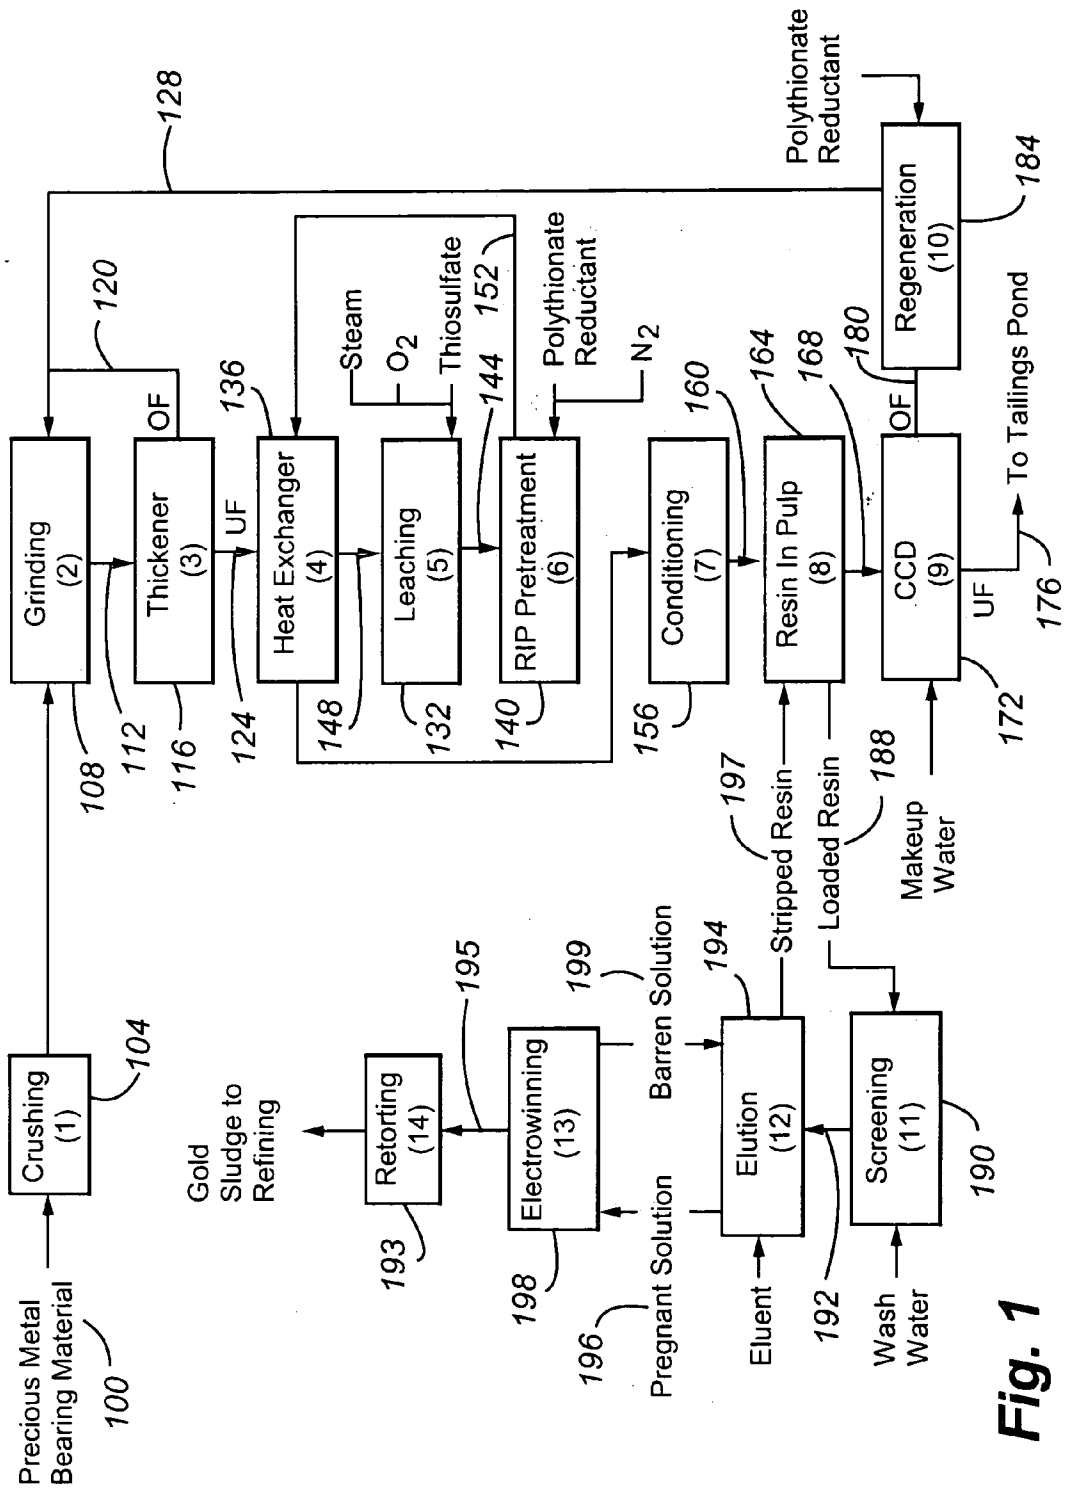 Precious Metal
Bearing Material
100
Crushing
(1)
104
Grinding
(2)
108
112
Thickener
(3)
116
OF
120
128
UF
124
Heat Exchanger
(4)
136
148
Steam
O2
Thiosulfate
Leaching
(5)
132
144
152
RIP Pretreatment
(6)
140
Polythionate
Reductant
N2
Conditioning
(7)
156
160
Resin In Pulp
(8)
164
168
Stripped Resin
197
Loaded Resin
188
CCD
(9)
172
Makeup
Water
UF
176
To Tailings Pond
OF
180
Regeneration
(10)
184
Polythionate
Reductant
Gold
Sludge to
Refining
Retorting
(14)
193
195
Electrowinning
(13)
198
Pregnant Solution
196
Barren Solution
199
Elution
(12)
194
Eluent
192
Screening
(11)
190
Wash
Water
Fig. 1